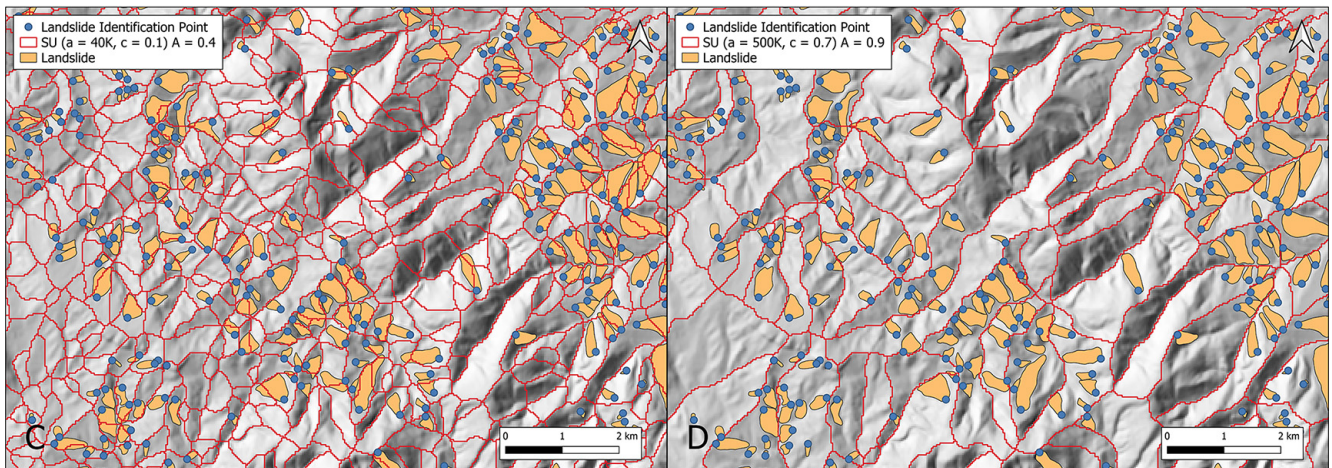 Landslide Identification Point
SU (a = 40K, c = 0.1) A = 0.4
Landslide
C
0 1 2 km
Landslide Identification Point
SU (a = 500K, c = 0.7) A = 0.9
Landslide
D
0 1 2 km